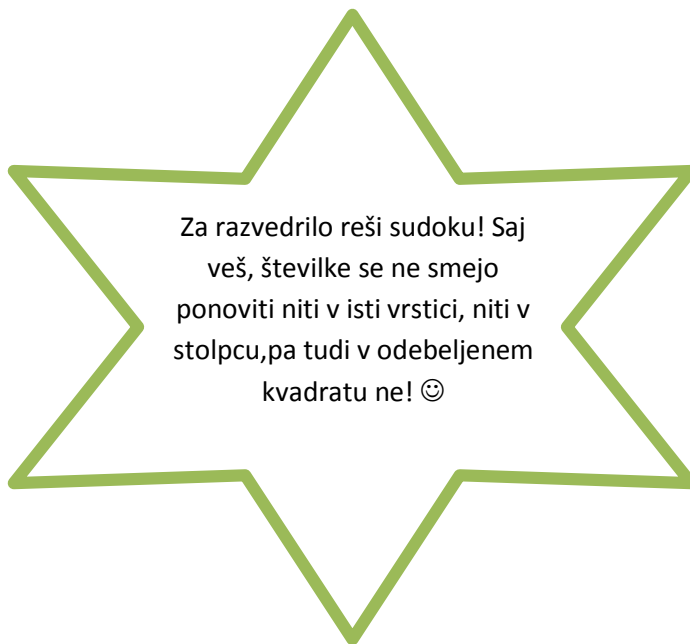 Za razvedrilo reši sudoku! Saj
veš, številke se ne smejo
ponoviti niti v isti vrstici, niti v
stolpcu,pa tudi v odebeljenem
kvadratu ne! ☺